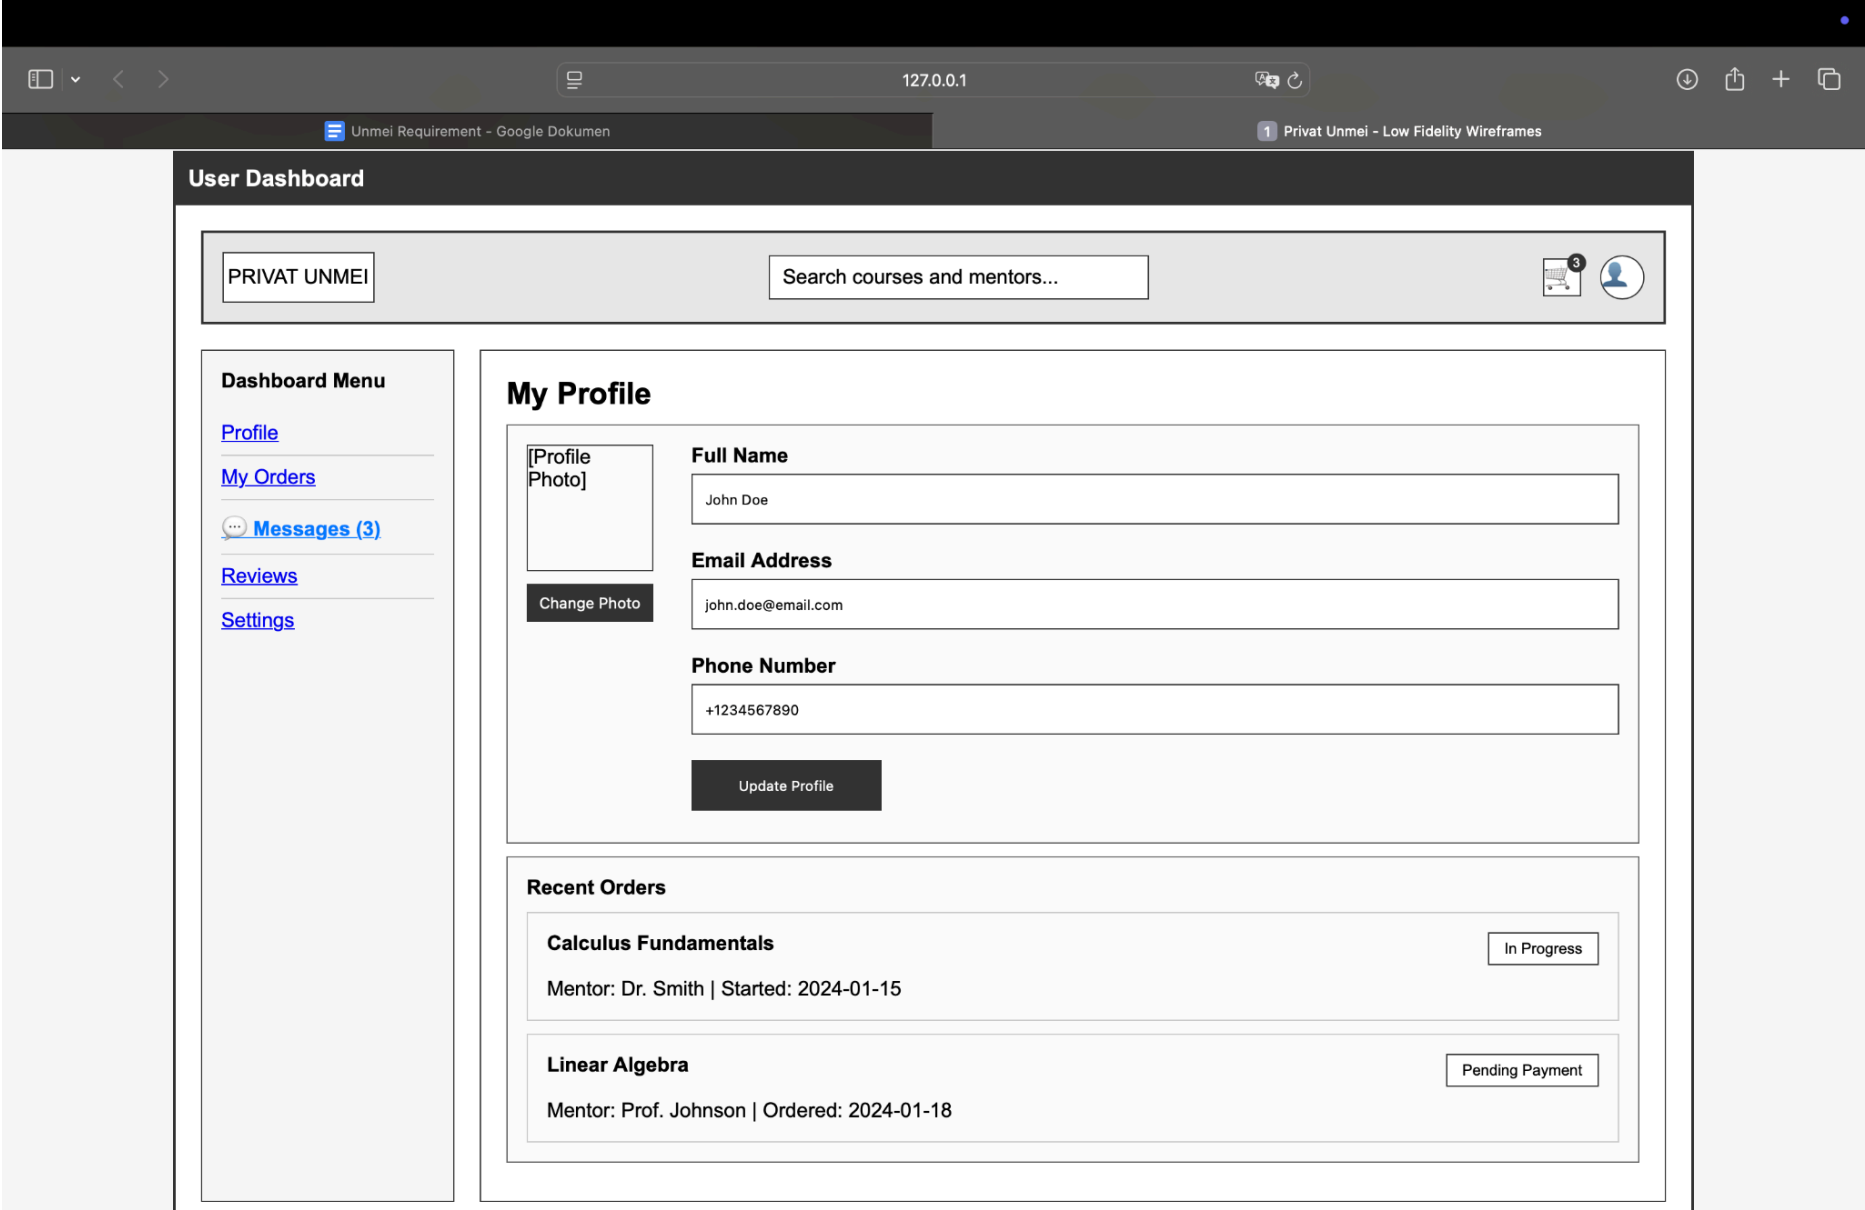 127.0.0.1
Unmei Requirement - Google Dokumen
1 Privat Unmei - Low Fidelity Wireframes
User Dashboard
PRIVAT UNMEI
Search courses and mentors...
3
Dashboard Menu
Profile
My Orders
Messages (3)
Reviews
Settings
My Profile
[Profile
Photo]
Change Photo
Full Name
John Doe
Email Address
john.doe@email.com
Phone Number
+1234567890
Update Profile
Recent Orders
Calculus Fundamentals
In Progress
Mentor: Dr. Smith | Started: 2024-01-15
Linear Algebra
Pending Payment
Mentor: Prof. Johnson | Ordered: 2024-01-18